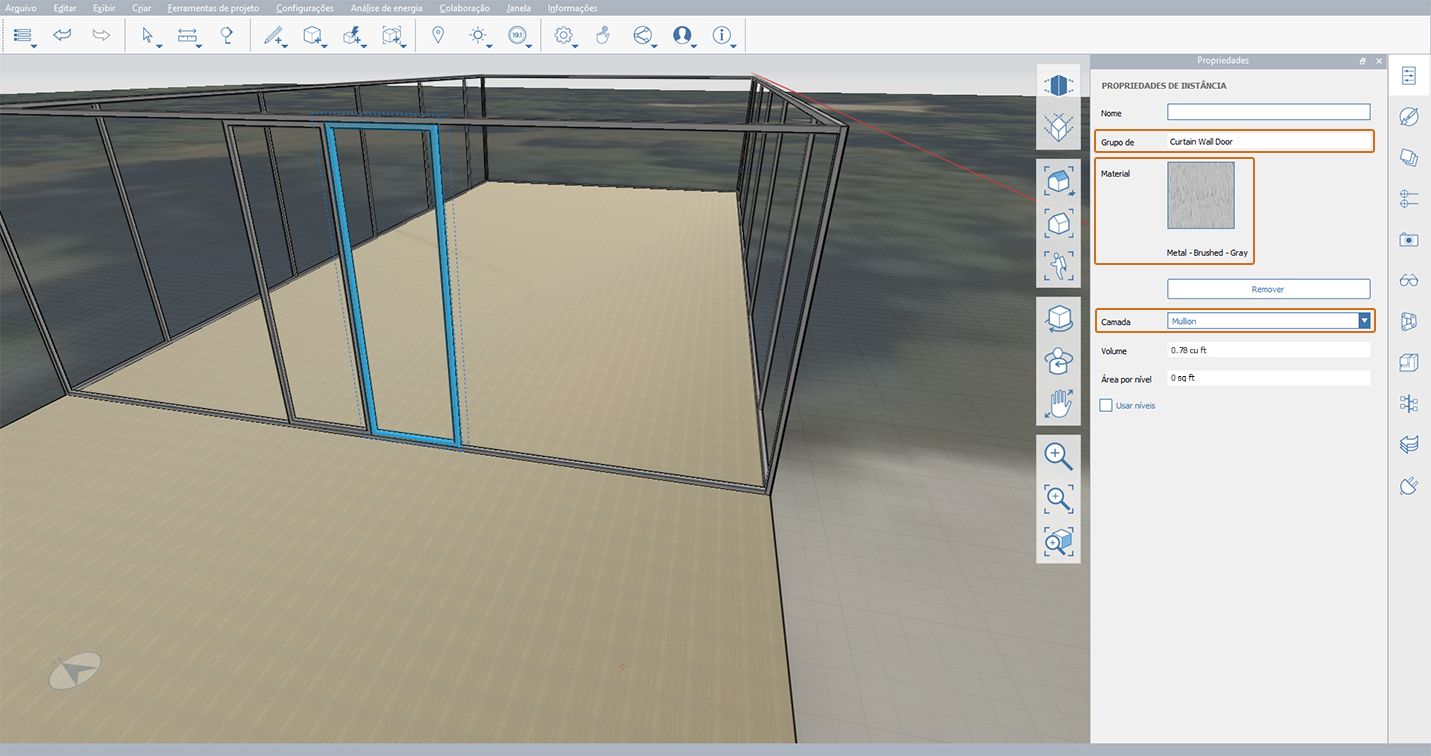 Arquivo Editar Exibir Criar Ferramentas de projeto Configurações Análise de energia Colaboração Janela Informações
Propriedades
PROPRIEDADES DE INSTÂNCIA
Nome
Grupo de Curtain Wall Door
Material
Metal - Brushed - Gray
Remover
Camada Mullion
Volume 0.78 cu ft
Área por nível 0 sq ft
Usar níveis